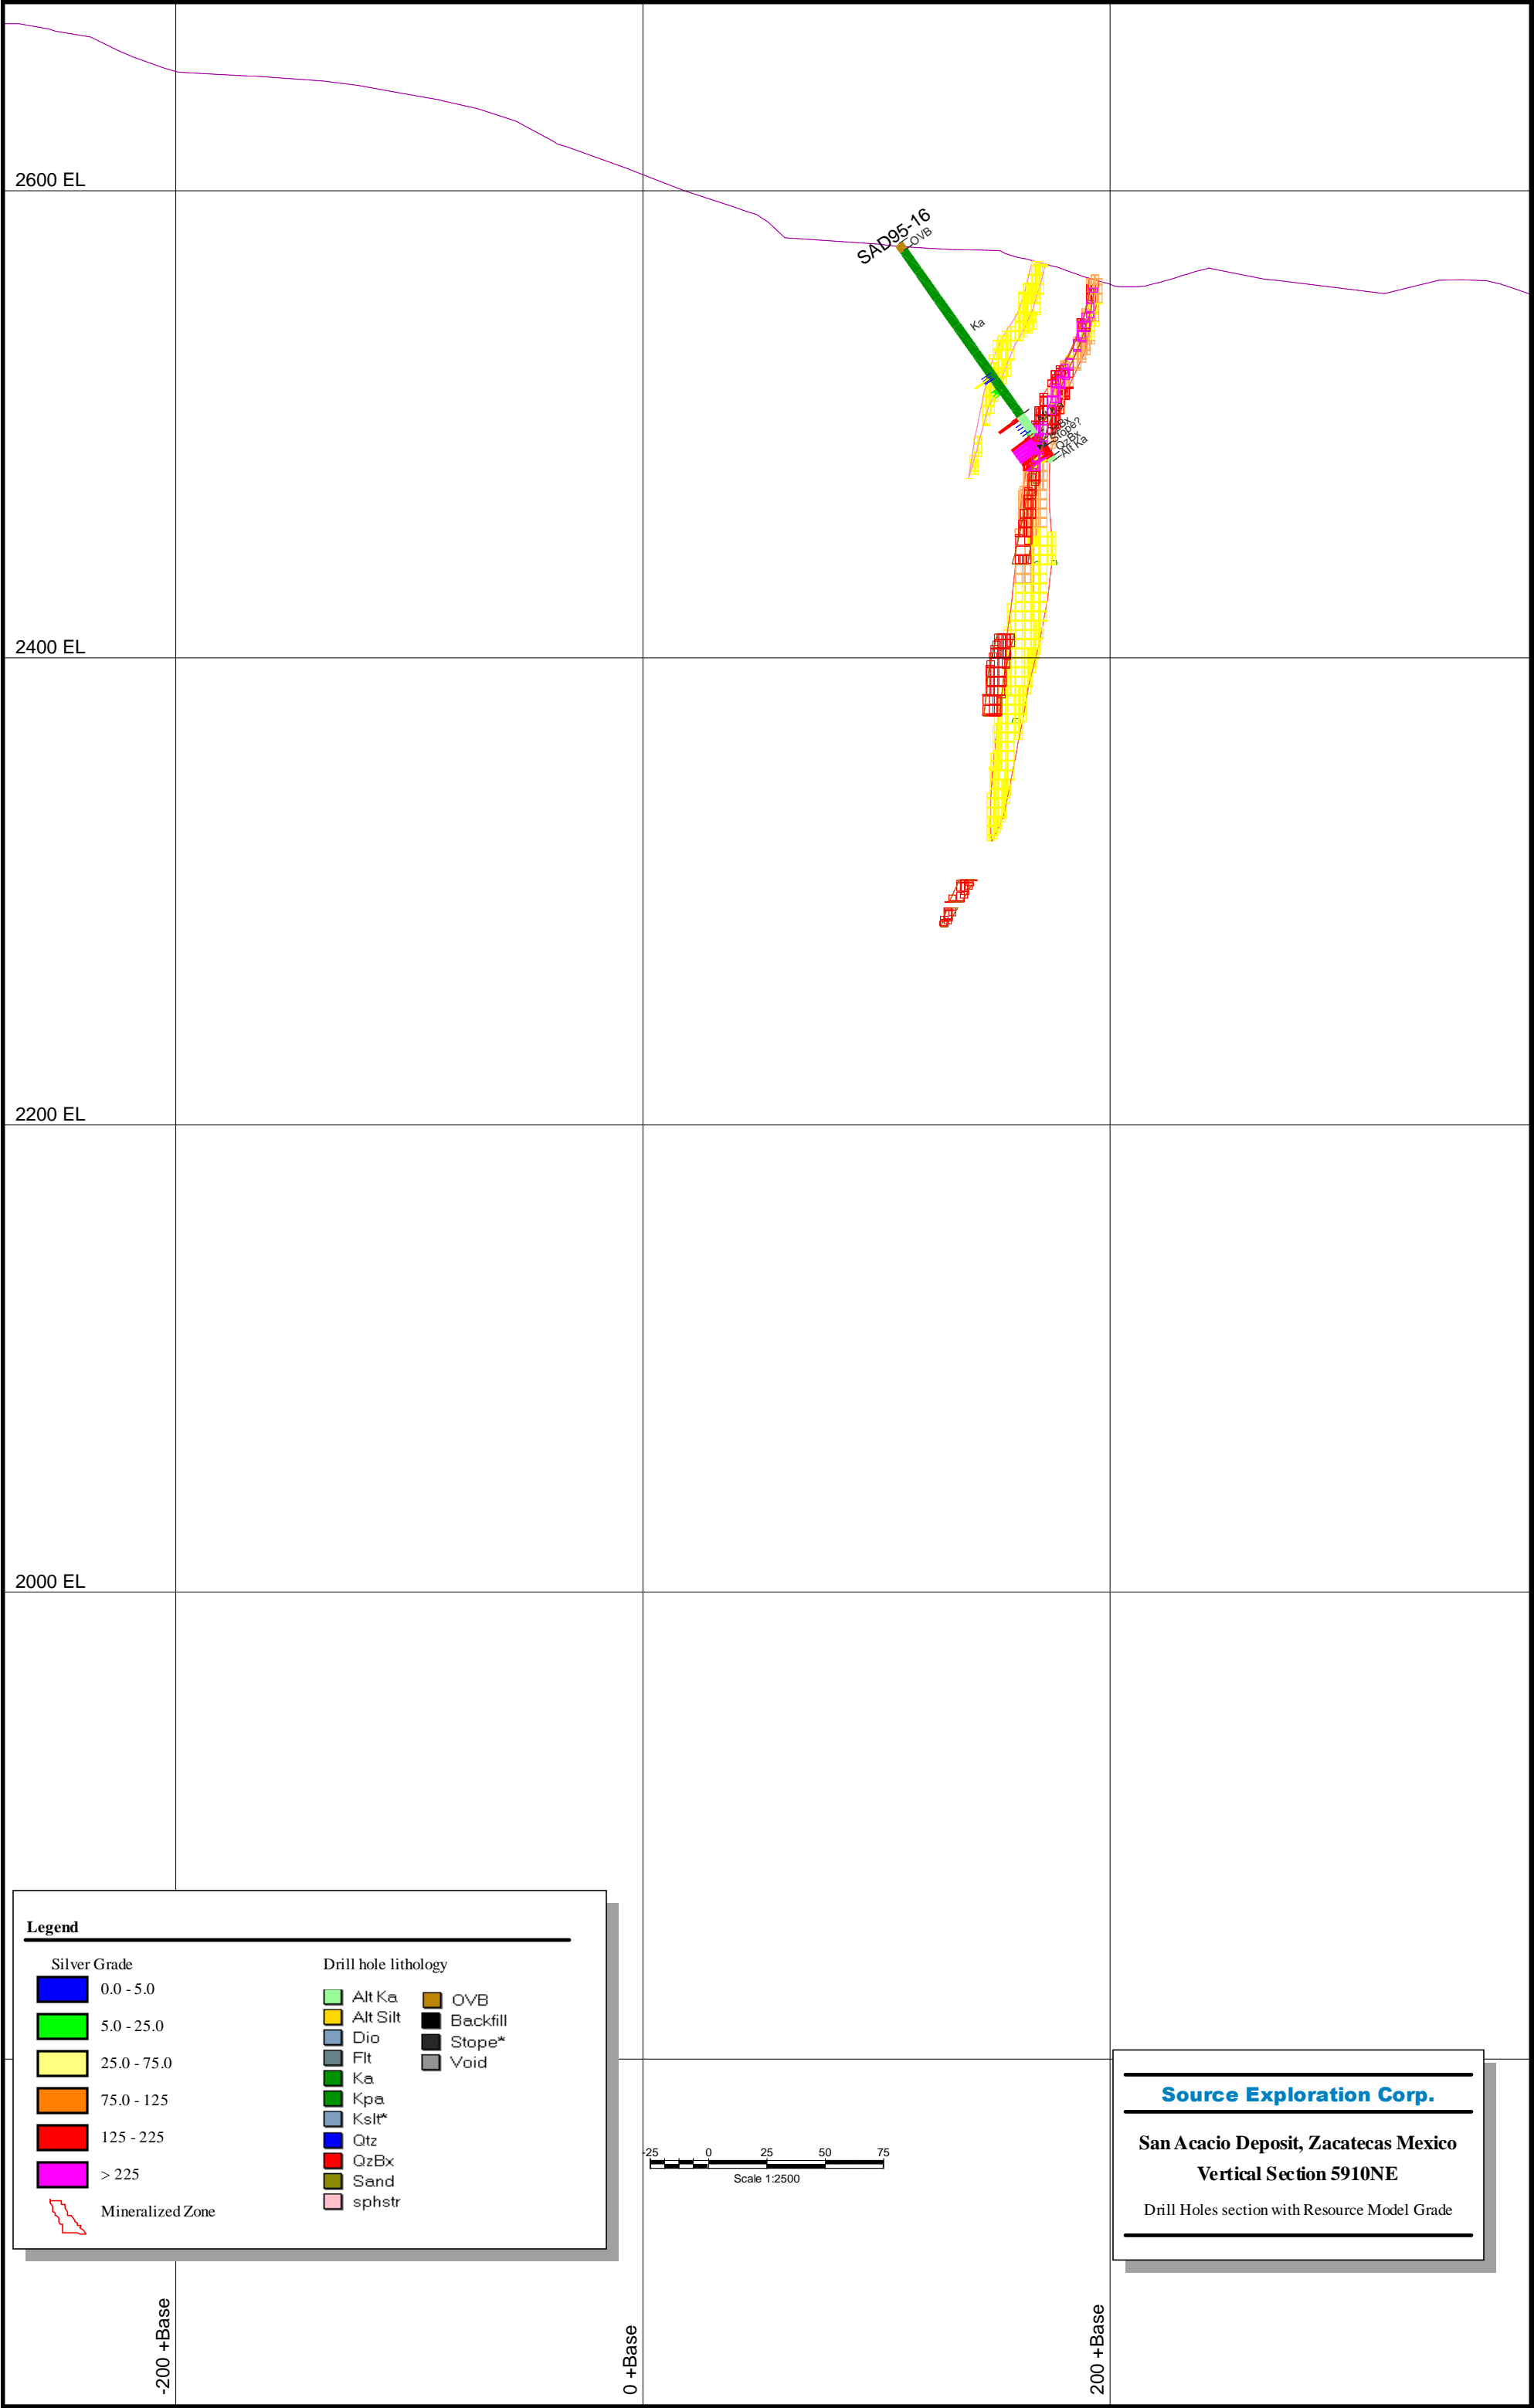 2600 EL
SAD95-16
OVB
Ka
Stope?
QzBx
Alt Ka
2400 EL
2200 EL
2000 EL
Legend
Silver Grade
0.0 - 5.0
5.0 - 25.0
25.0 - 75.0
75.0 - 125
125 - 225
> 225
Mineralized Zone
Drill hole lithology
Alt Ka
Alt Silt
Dio
Flt
Ka
Kpa
Kslt*
Qtz
QzBx
Sand
sphstr
OVB
Backfill
Stope*
Void
-25 0 25 50 75
Scale 1:2500
Source Exploration Corp.
San Acacio Deposit, Zacatecas Mexico
Vertical Section 5910NE
Drill Holes section with Resource Model Grade
-200 +Base
0 +Base
200 +Base